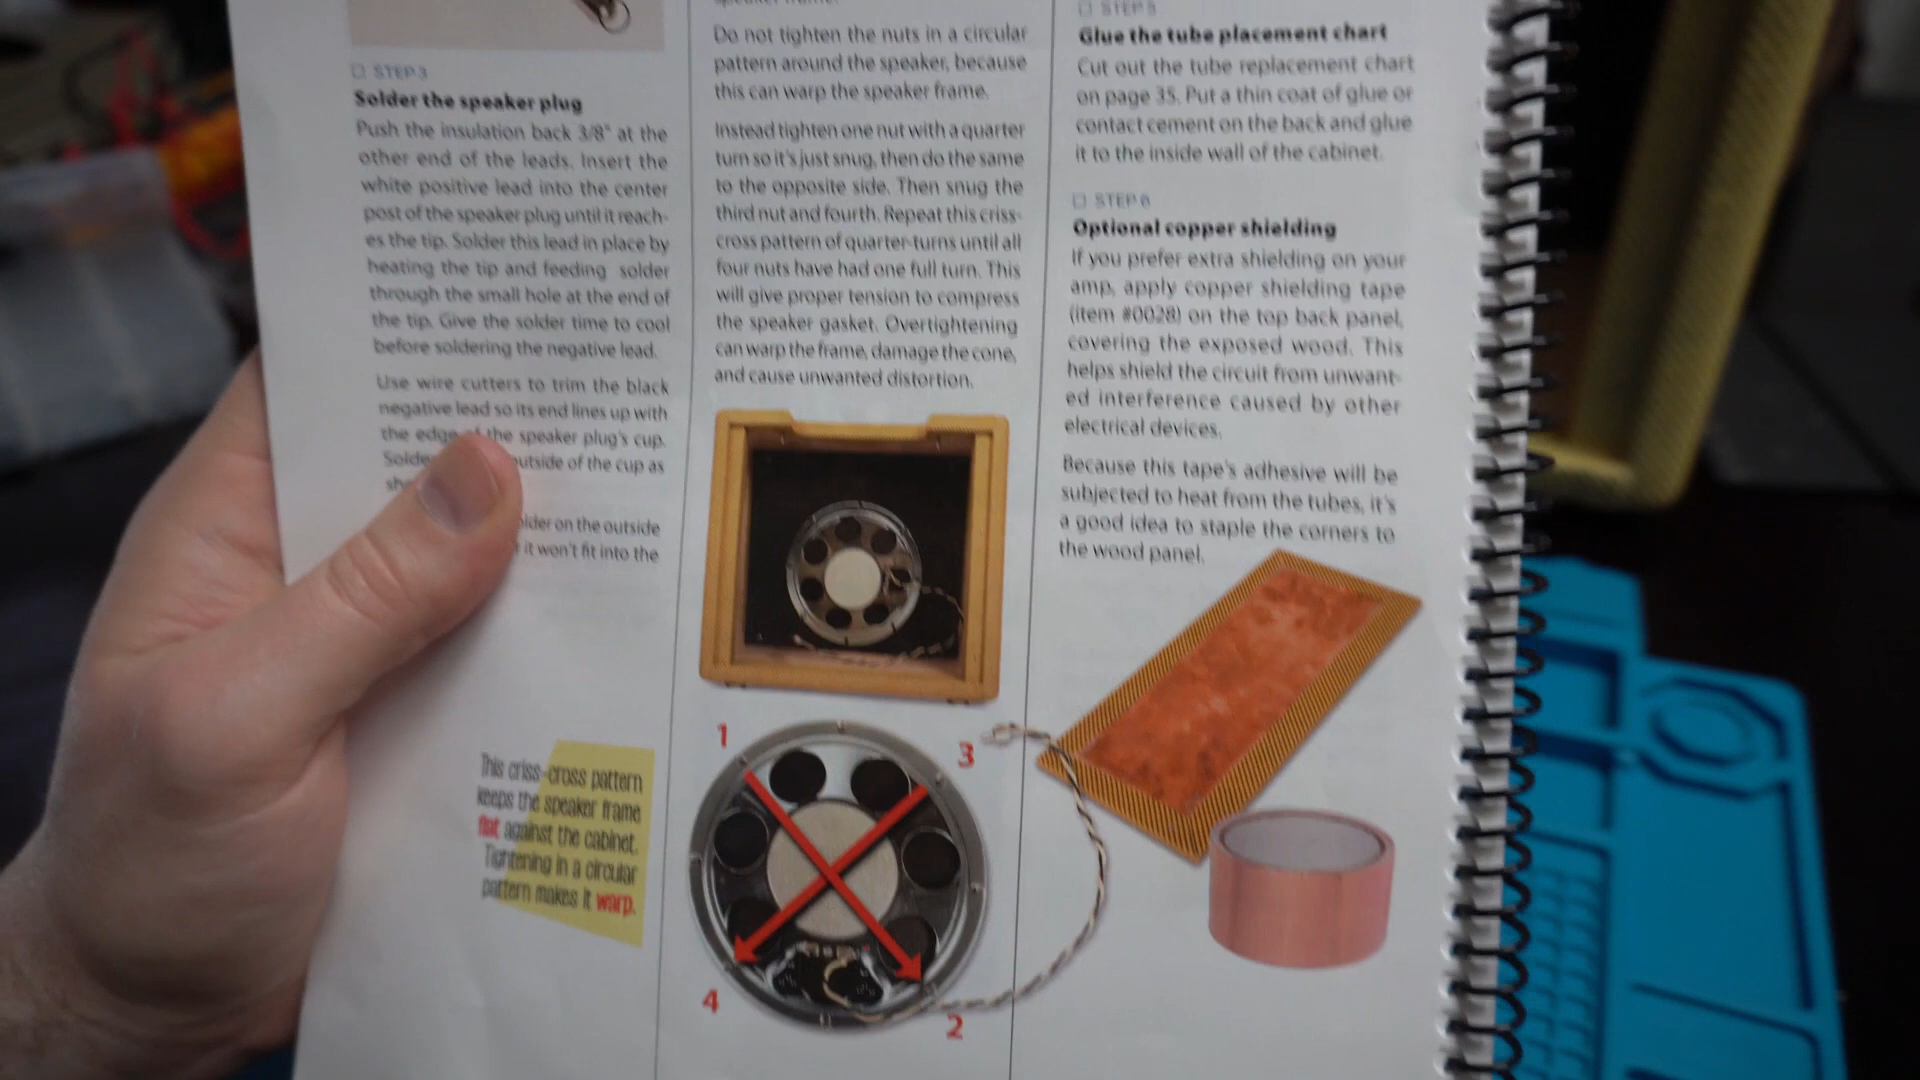 STEP 3
Solder the speaker plug
Push the insulation back 3/8" at the
other end of the leads. Insert the
white positive lead into the center
post of the speaker plug until it reach-
es the tip. Solder this lead in place by
heating the tip and feeding solder
through the small hole at the end of
the tip. Give the solder time to cool
before soldering the negative lead.
Use wire cutters to trim the black
negative lead so its end lines up with
the edge of the speaker plug's cup.
Solde outside of the cup as
sho
older on the outside
it won't fit into the
This criss-cross pattern
keeps the speaker frame
flat against the cabinet.
Tightening in a circular
pattern makes it warp.
speaker frame.
Do not tighten the nuts in a circular
pattern around the speaker, because
this can warp the speaker frame.
Instead tighten one nut with a quarter
turn so it's just snug, then do the same
to the opposite side. Then snug the
third nut and fourth. Repeat this criss-
cross pattern of quarter-turns until all
four nuts have had one full turn. This
will give proper tension to compress
the speaker gasket. Overtightening
can warp the frame, damage the cone,
and cause unwanted distortion.
1
3
4
2
STEP 5
Glue the tube placement chart
Cut out the tube replacement chart
on page 35. Put a thin coat of glue or
contact cement on the back and glue
it to the inside wall of the cabinet.
STEP 6
Optional copper shielding
If you prefer extra shielding on your
amp, apply copper shielding tape
(item #0028) on the top back panel,
covering the exposed wood. This
helps shield the circuit from unwant-
ed interference caused by other
electrical devices.
Because this tape's adhesive will be
subjected to heat from the tubes, it's
a good idea to staple the corners to
the wood panel.